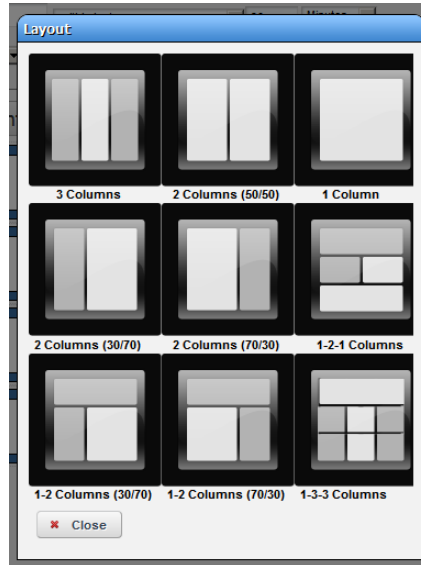 Layout
3 Columns
2 Columns (50/50)
1 Column
2 Columns (30/70)
2 Columns (70/30)
1-2-1 Columns
1-2 Columns (30/70)
1-2 Columns (70/30)
1-3-3 Columns
Close